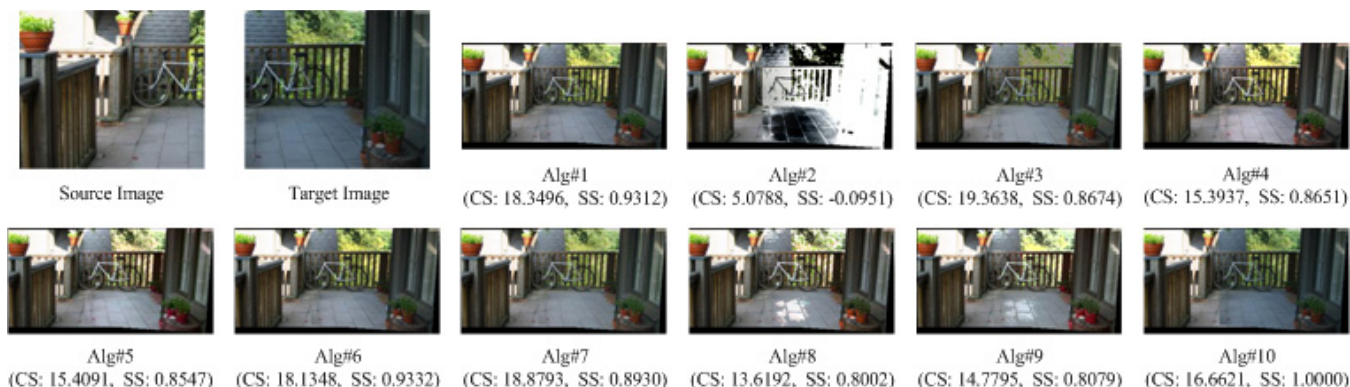 Source Image
Target Image
Alg#1
(CS: 18.3496, SS: 0.9312)
Alg#2
(CS: 5.0788, SS: -0.0951)
Alg#3
(CS: 19.3638, SS: 0.8674)
Alg#4
(CS: 15.3937, SS: 0.8651)
Alg#5
(CS: 15.4091, SS: 0.8547)
Alg#6
(CS: 18.1348, SS: 0.9332)
Alg#7
(CS: 18.8793, SS: 0.8930)
Alg#8
(CS: 13.6192, SS: 0.8002)
Alg#9
(CS: 14.7795, SS: 0.8079)
Alg#10
(CS: 16.6621, SS: 1.0000)